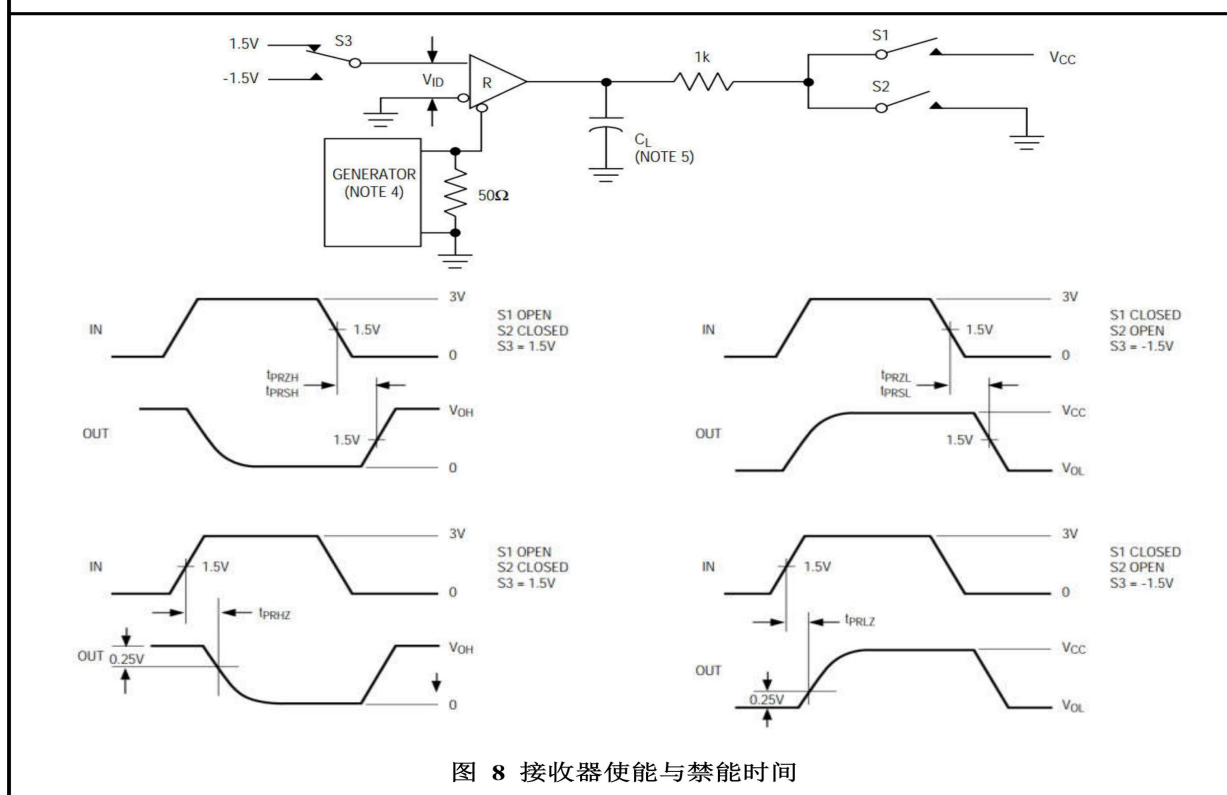 1.5V
S3
-1.5V
VID
R
1k
S1
VCC
S2
CL
(NOTE 5)
GENERATOR
(NOTE 4)
50Ω
IN
3V
1.5V
0
S1 OPEN
S2 CLOSED
S3 = 1.5V
tPRZH
tPRSH
OUT
VOH
1.5V
0
IN
3V
1.5V
0
S1 CLOSED
S2 OPEN
S3 = -1.5V
tPRZL
tPRSL
OUT
VCC
1.5V
VOL
IN
3V
1.5V
0
S1 OPEN
S2 CLOSED
S3 = 1.5V
tPRHZ
OUT
0.25V
VOH
0
IN
3V
1.5V
0
S1 CLOSED
S2 OPEN
S3 = -1.5V
tPRLZ
OUT
VCC
0.25V
VOL
图 8 接收器使能与禁能时间